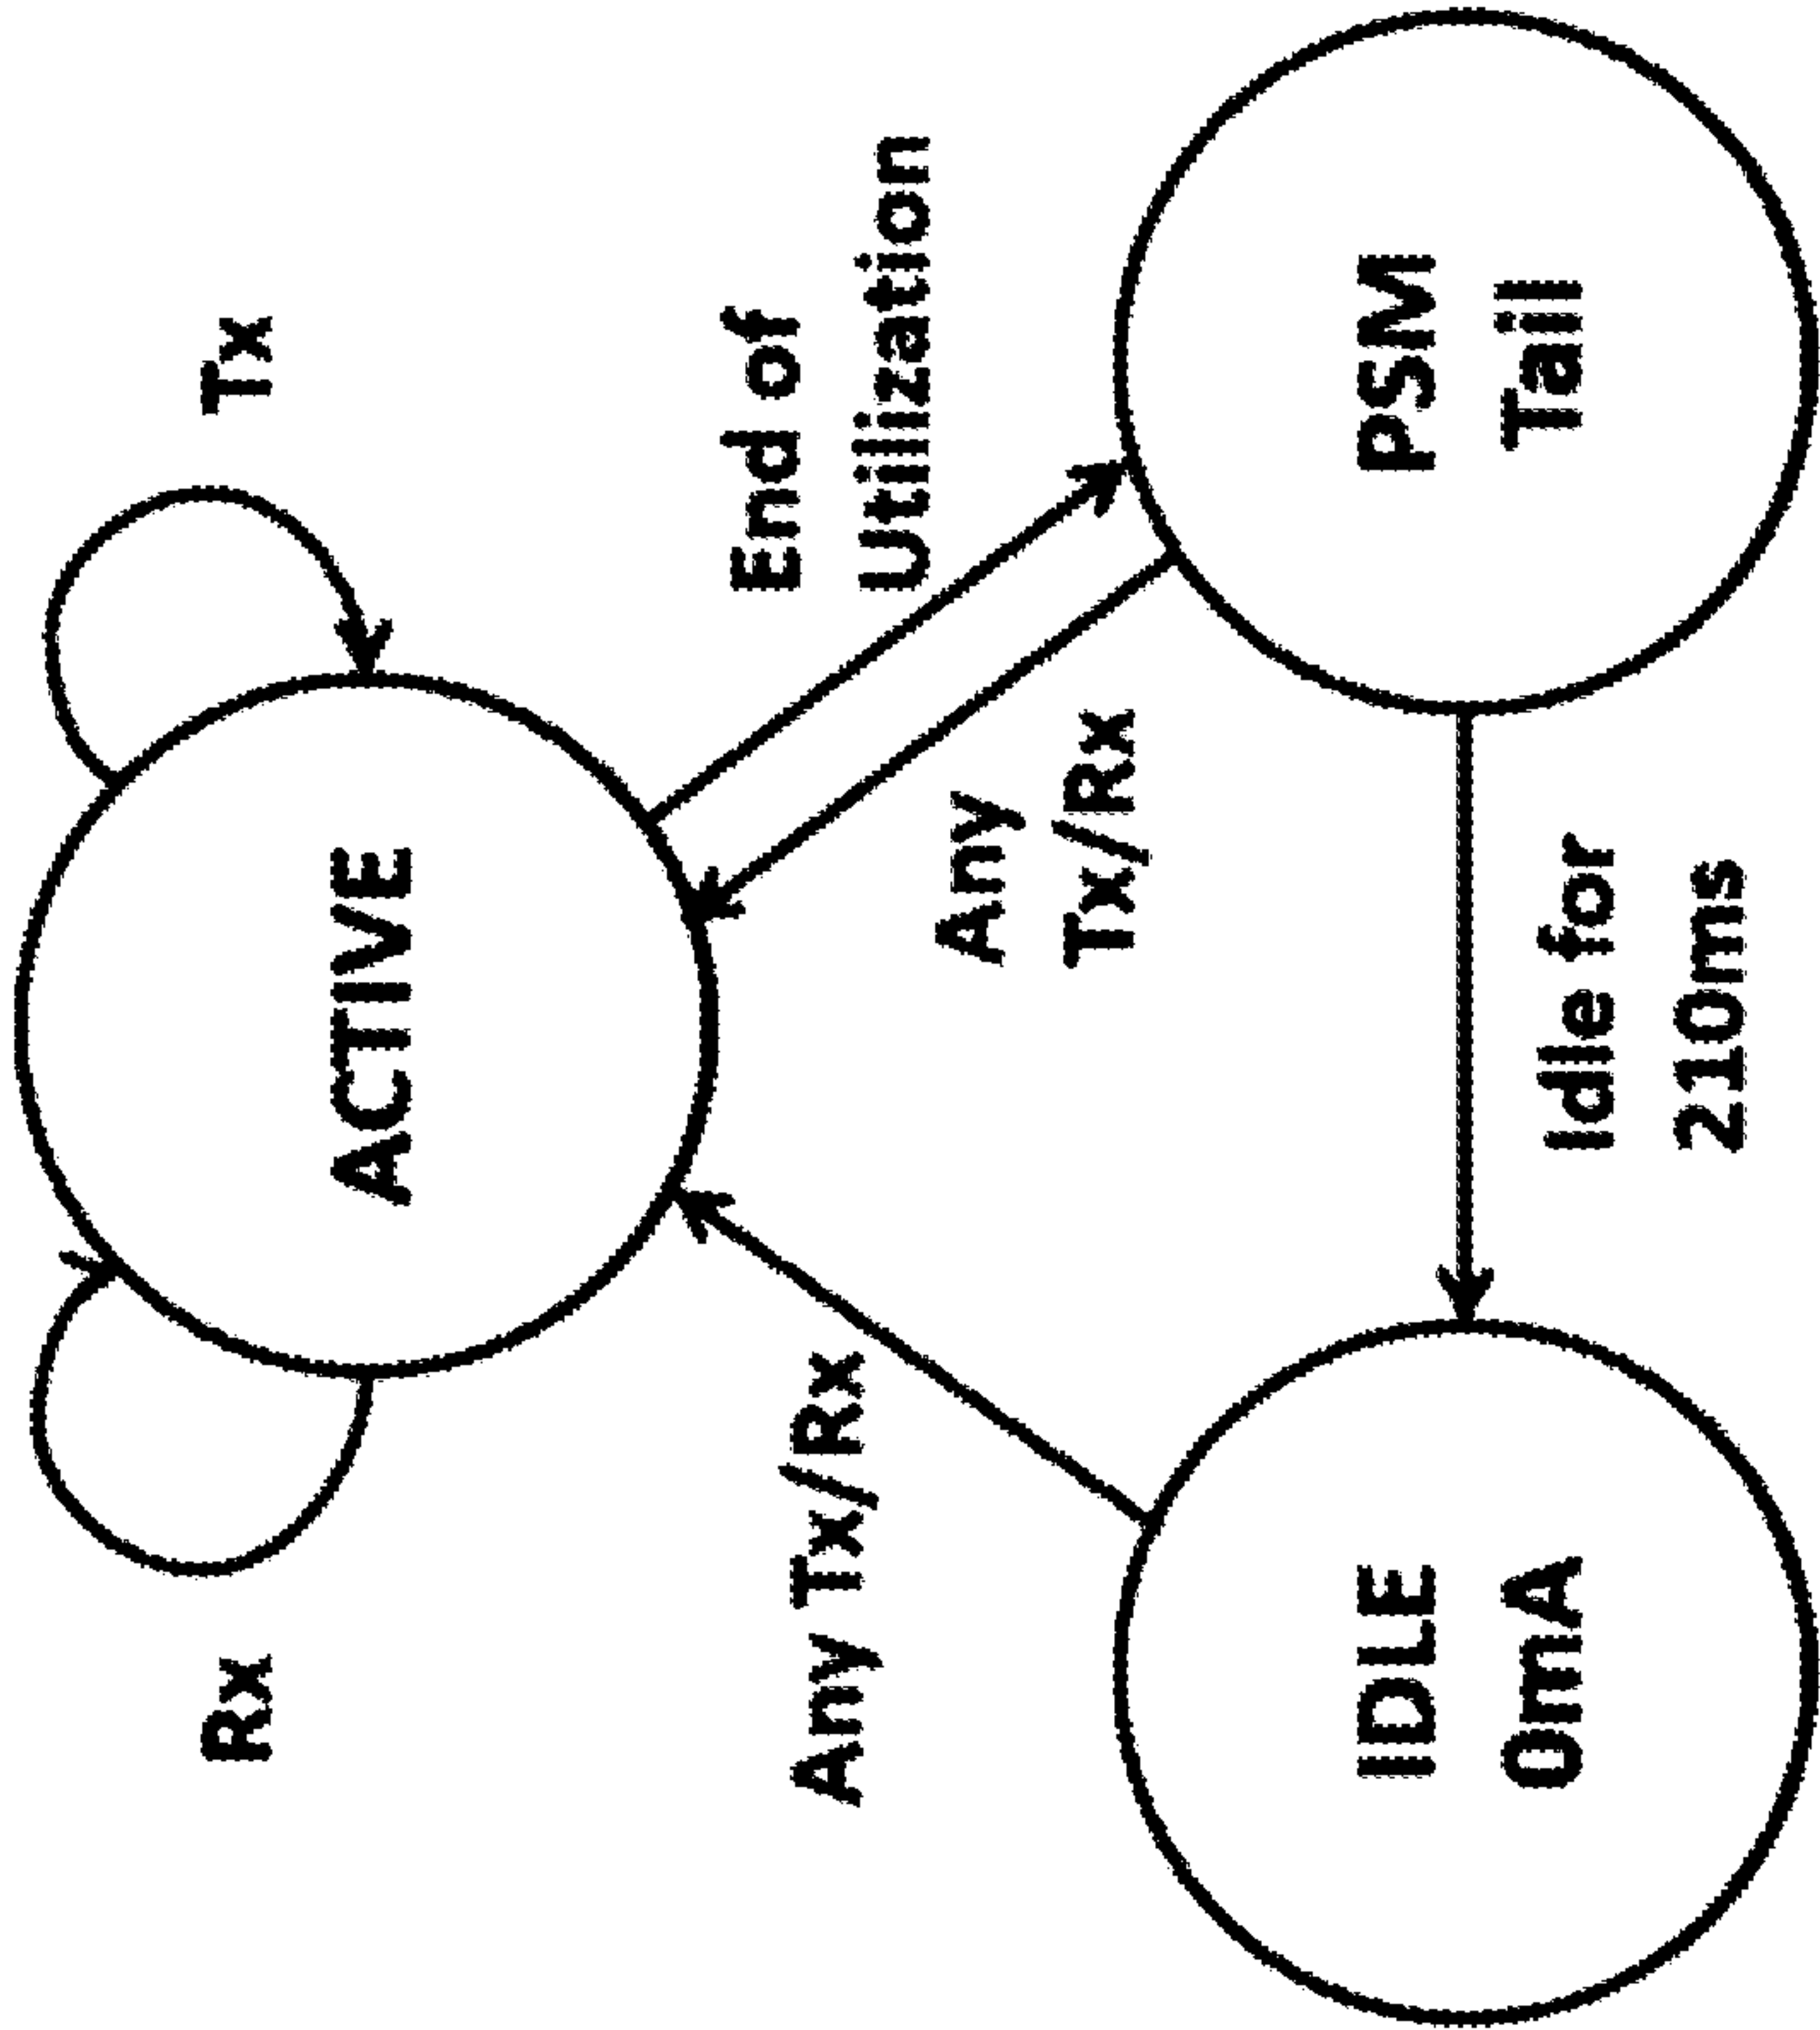 Rx
Tx
ACTIVE
Any Tx/Rx
End of
Utilization
Any
Tx/Rx
IDLE
0mA
PSM
Tail
Idle for
210ms